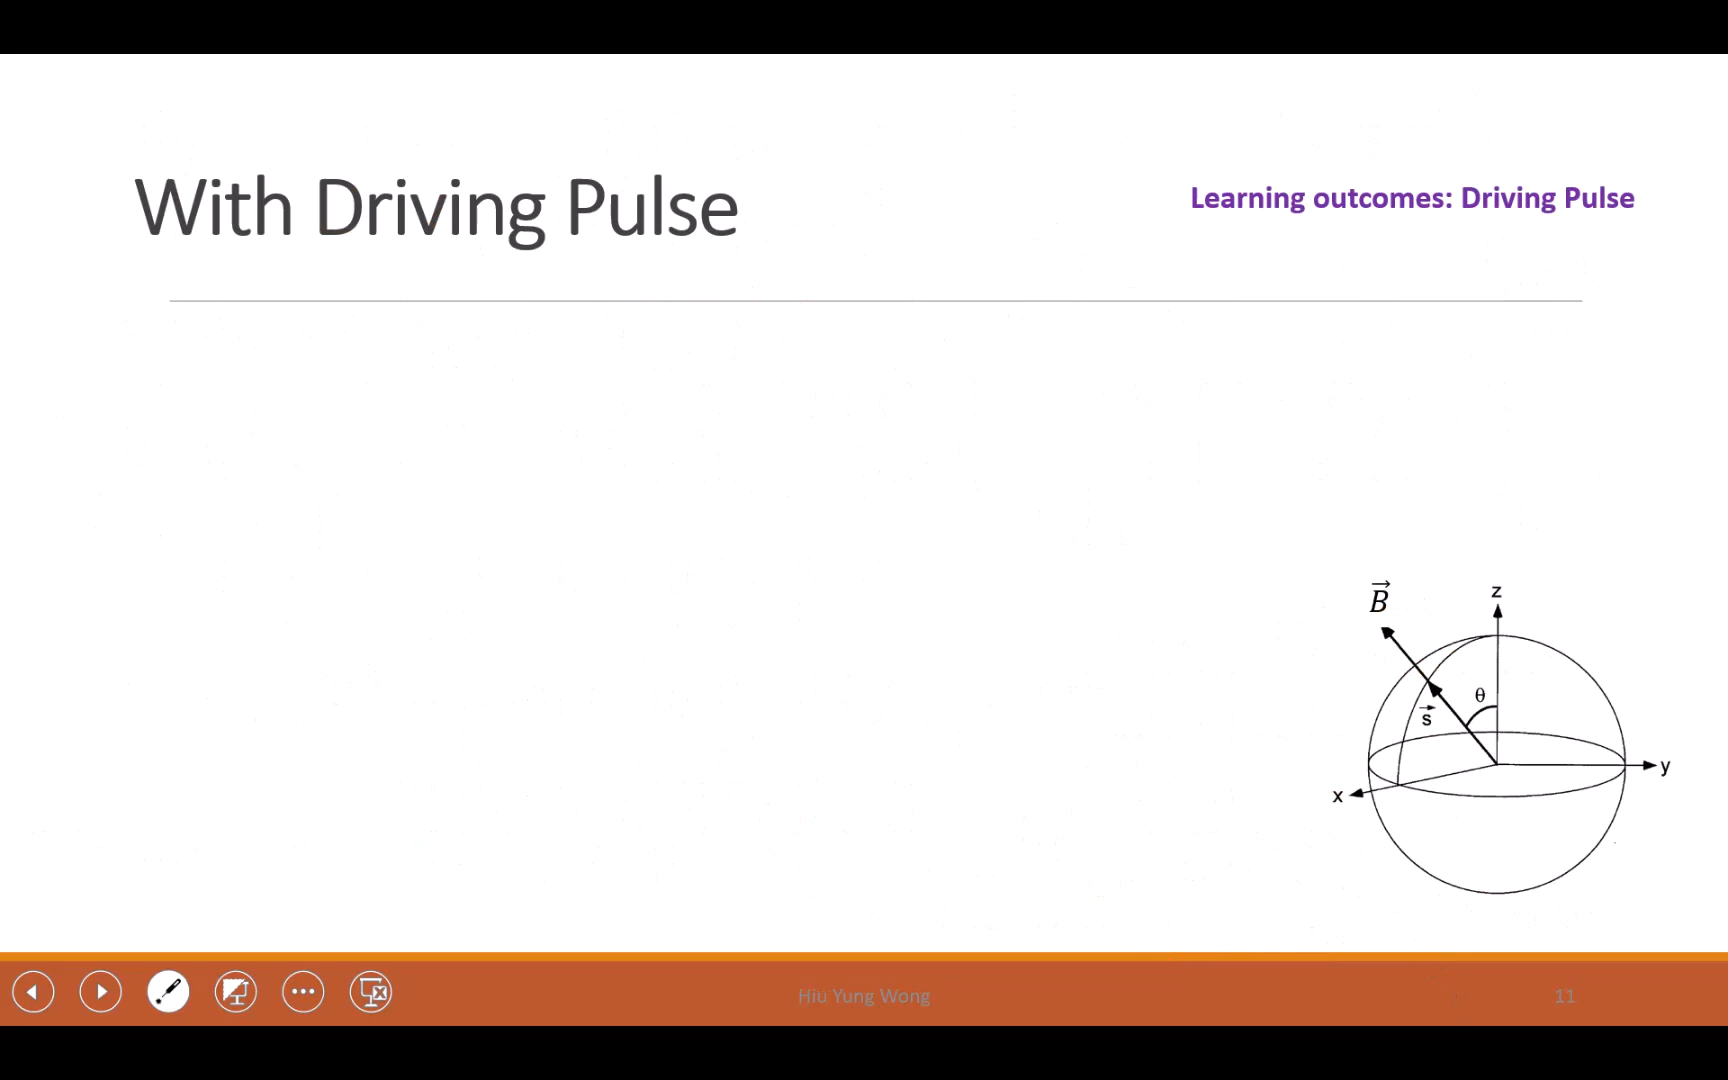 With Driving Pulse
Learning outcomes: Driving Pulse
B
z
θ
s
y
x
Hiu Yung Wong
11